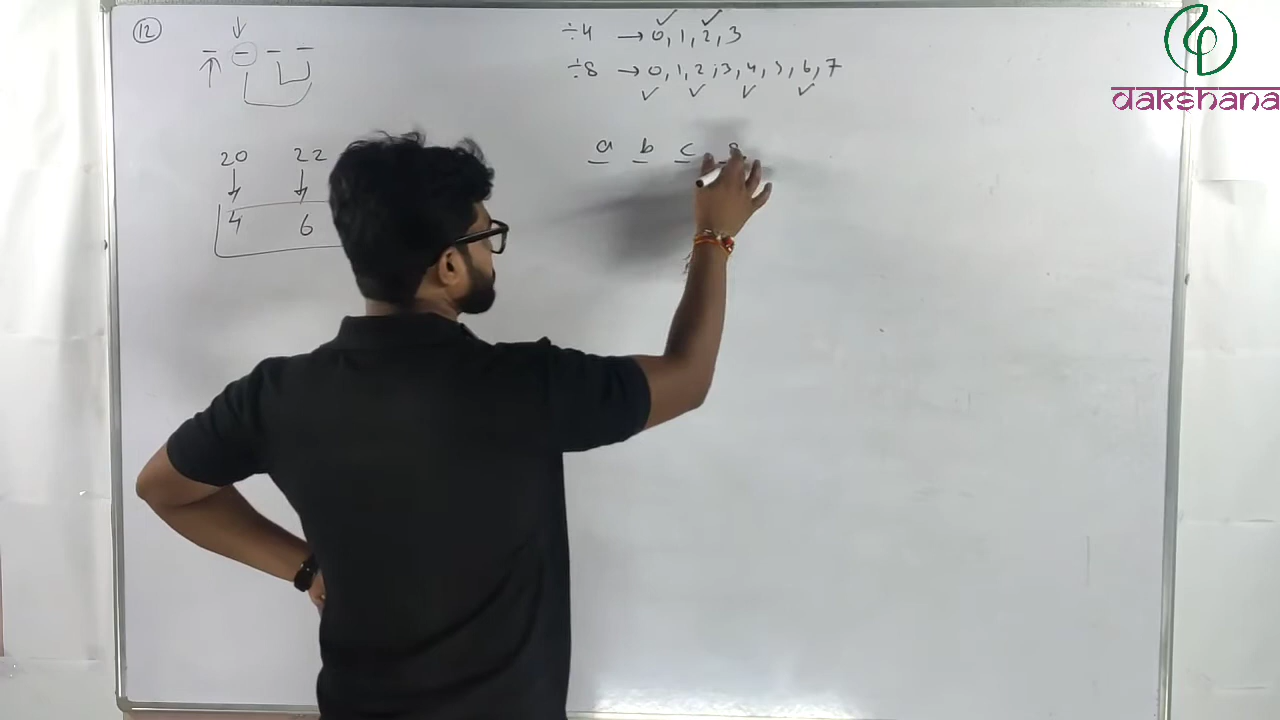 12
÷4 → 0, 1, 2, 3
÷8 → 0, 1, 2, 3, 4, 5, 6, 7
a b c
20 22
4 6
dakshana